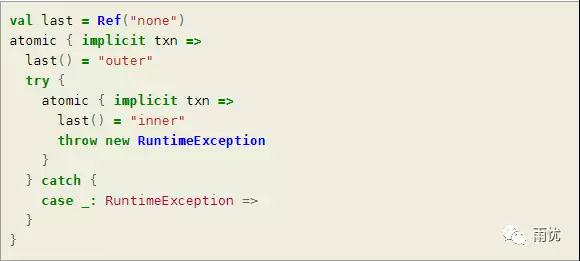 val last = Ref("none")
atomic { implicit txn =>
  last() = "outer"
  try {
    atomic { implicit txn =>
      last() = "inner"
      throw new RuntimeException
    }
  } catch {
    case _: RuntimeException =>
  }
}
雨忧